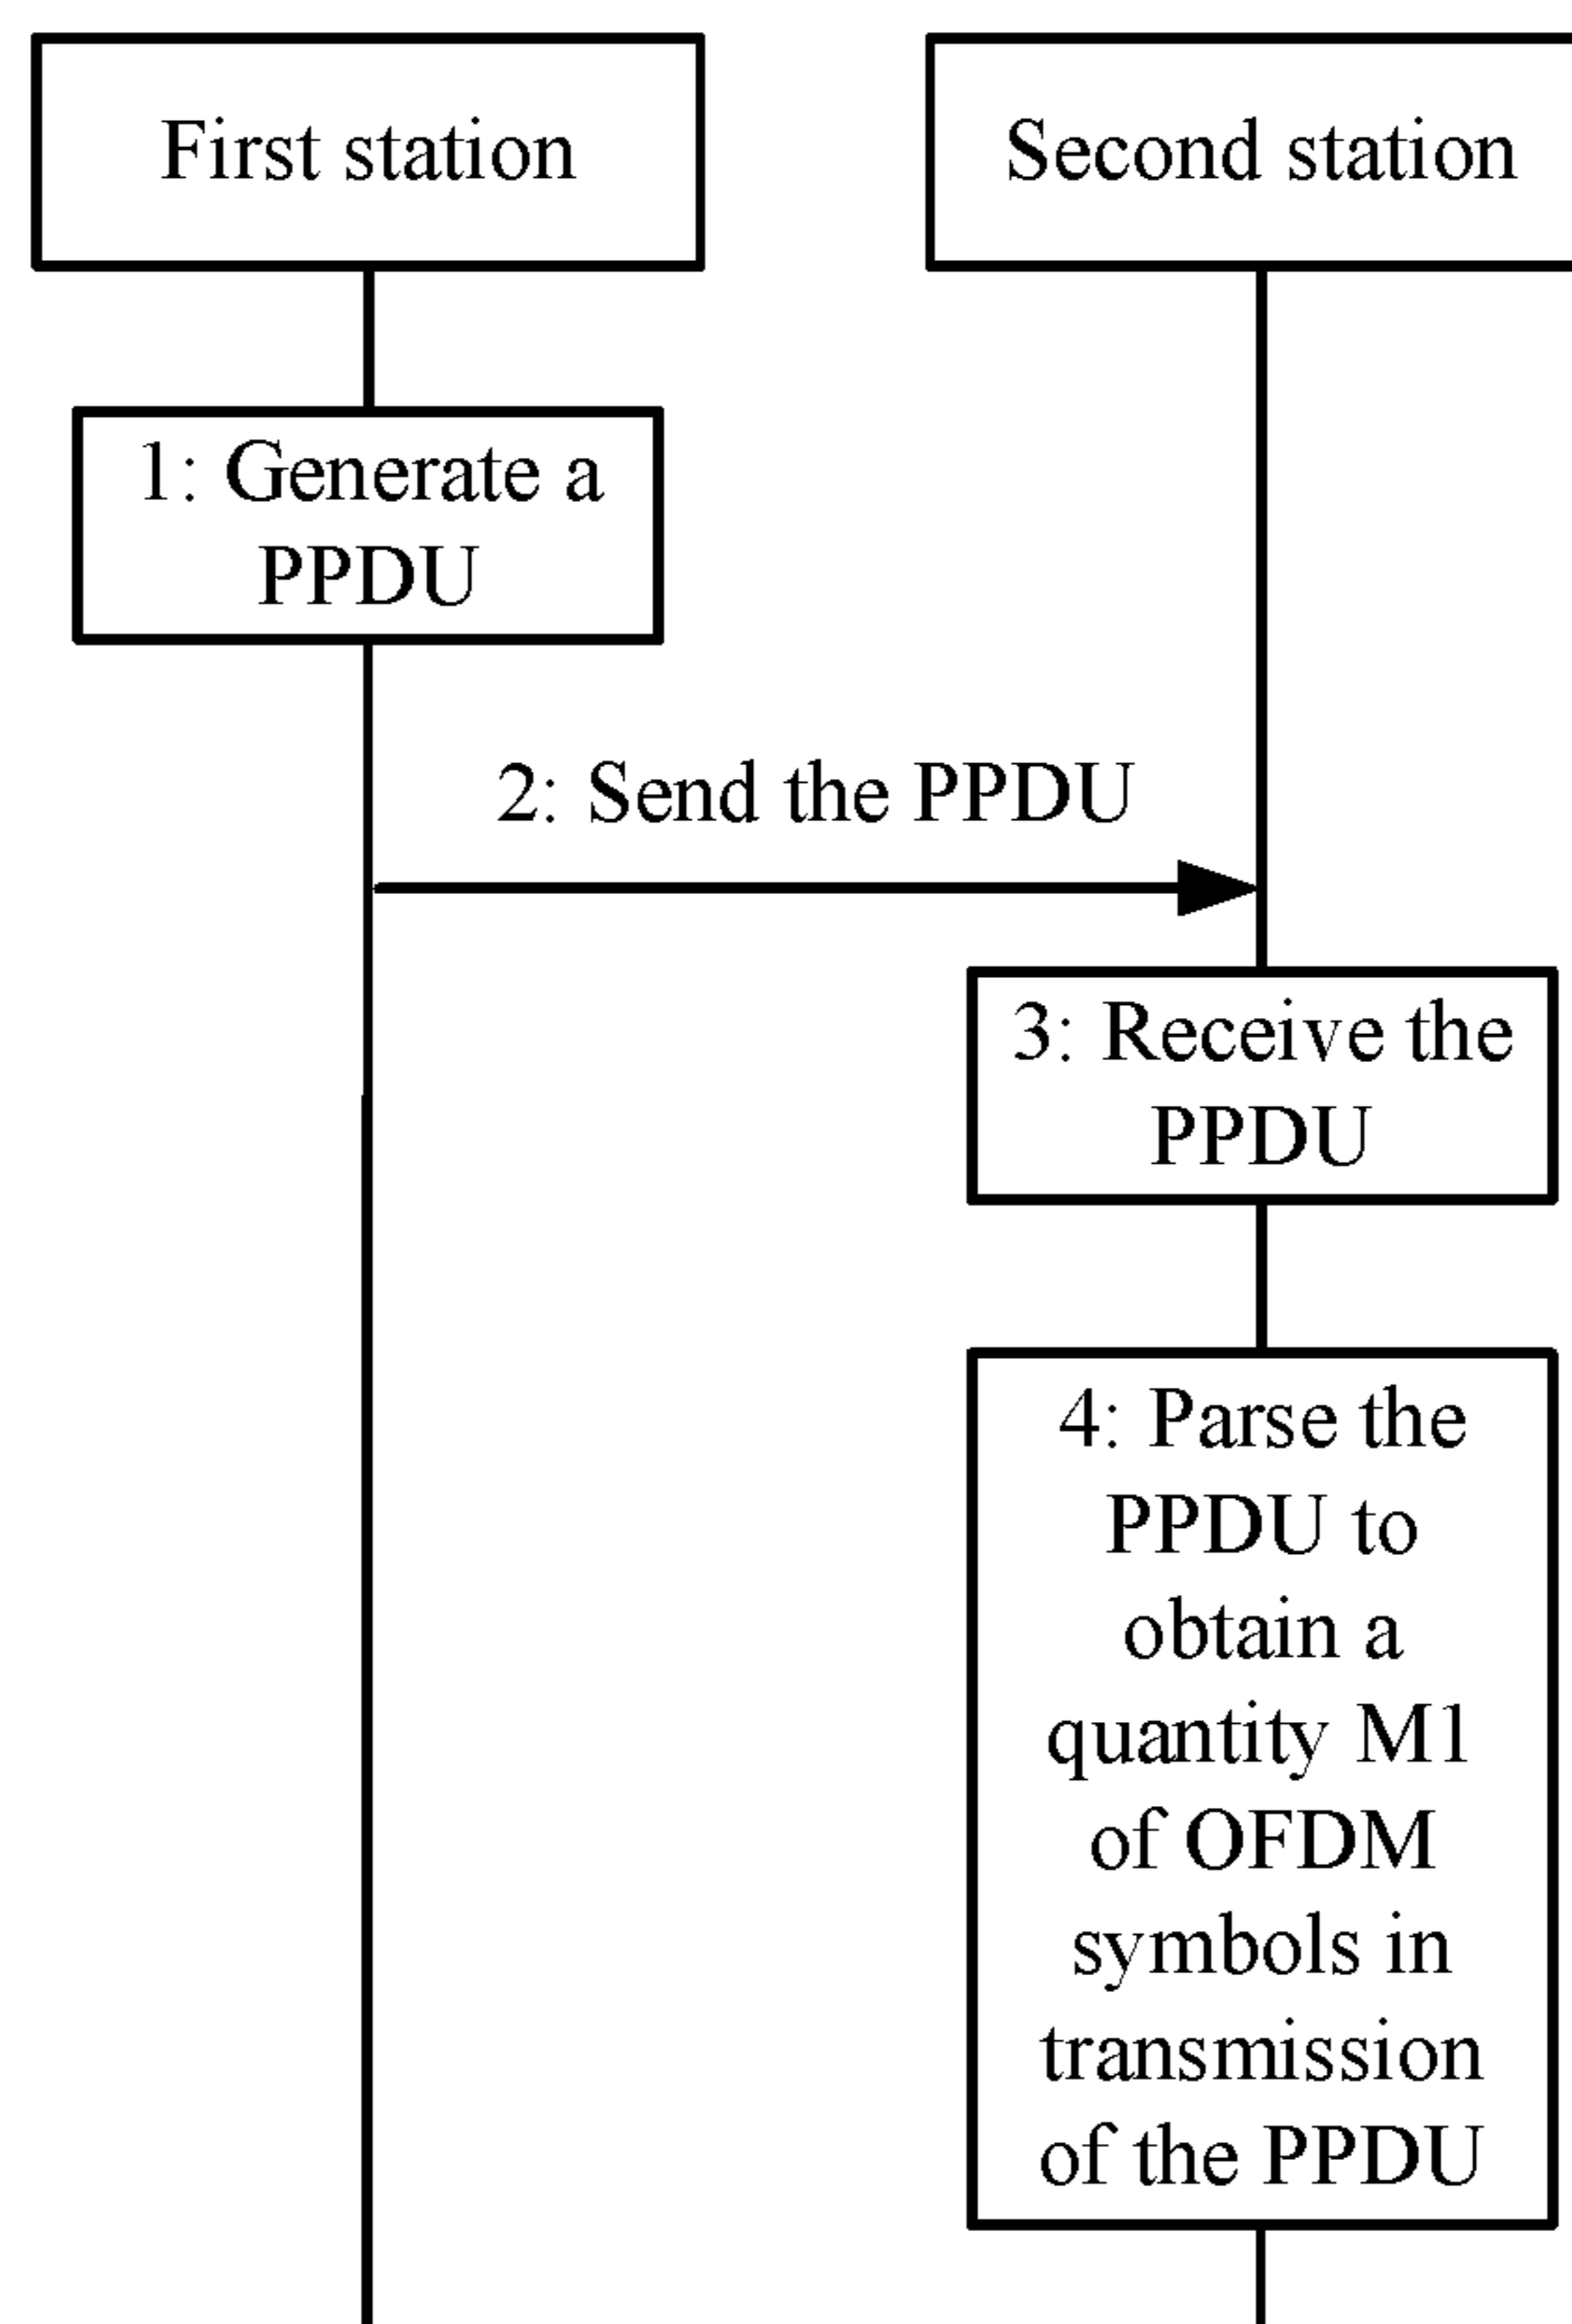 First station
Second station
1: Generate a
PPDU
2: Send the PPDU
3: Receive the
PPDU
4: Parse the
PPDU to
obtain a
quantity M1
of OFDM
symbols in
transmission
of the PPDU